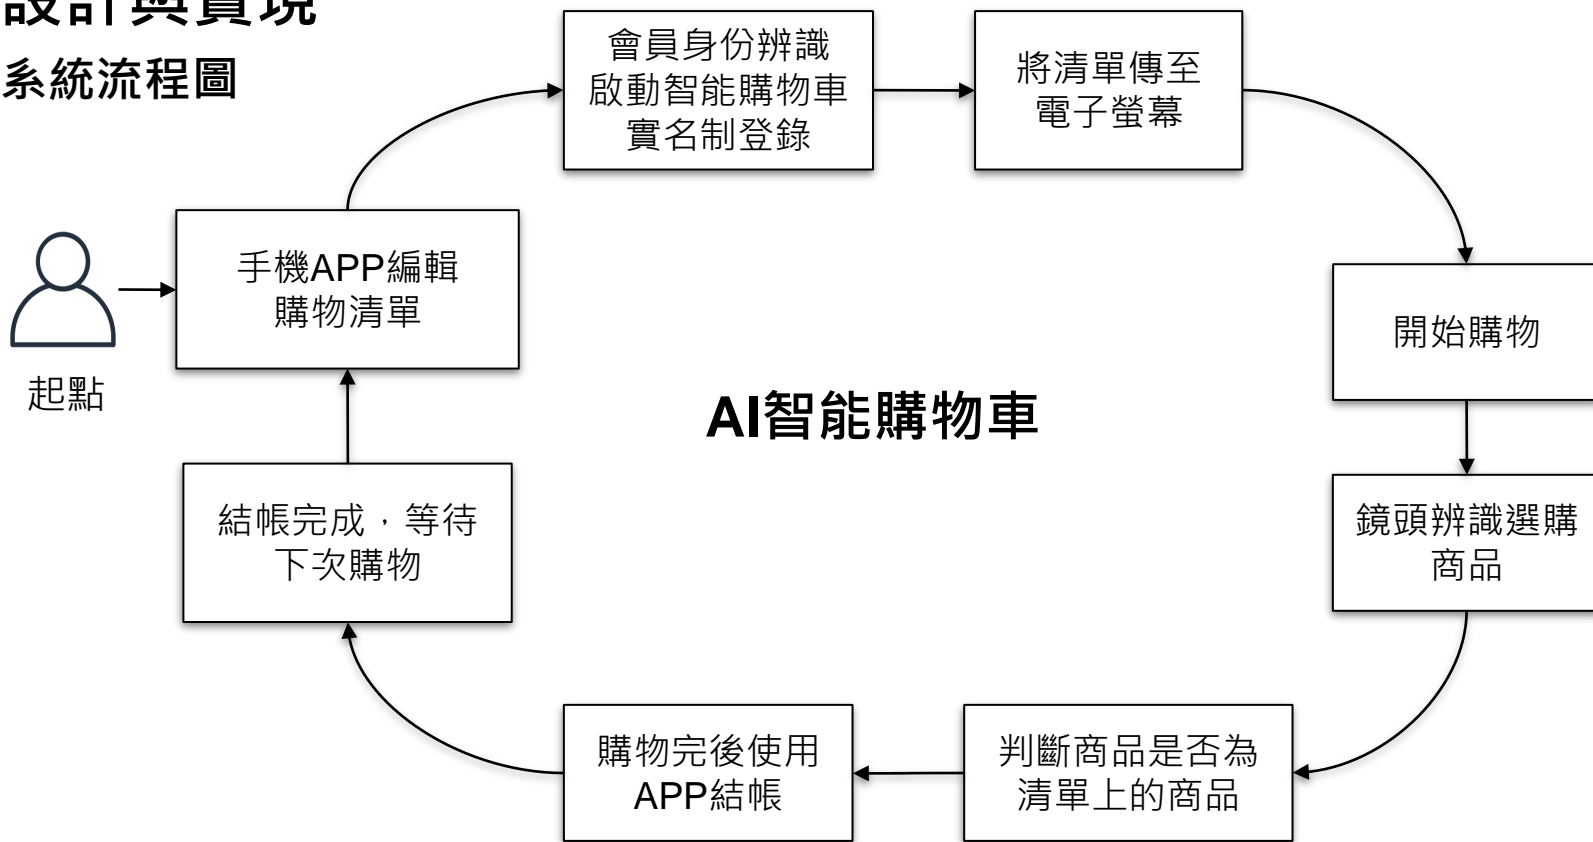 設計與實現
系統流程圖
會員身份辨識
啟動智能購物車
實名制登錄
將清單傳至
電子螢幕
手機APP編輯
購物清單
起點
開始購物
AI智能購物車
結帳完成，等待
下次購物
鏡頭辨識選購
商品
購物完後使用
APP結帳
判斷商品是否為
清單上的商品